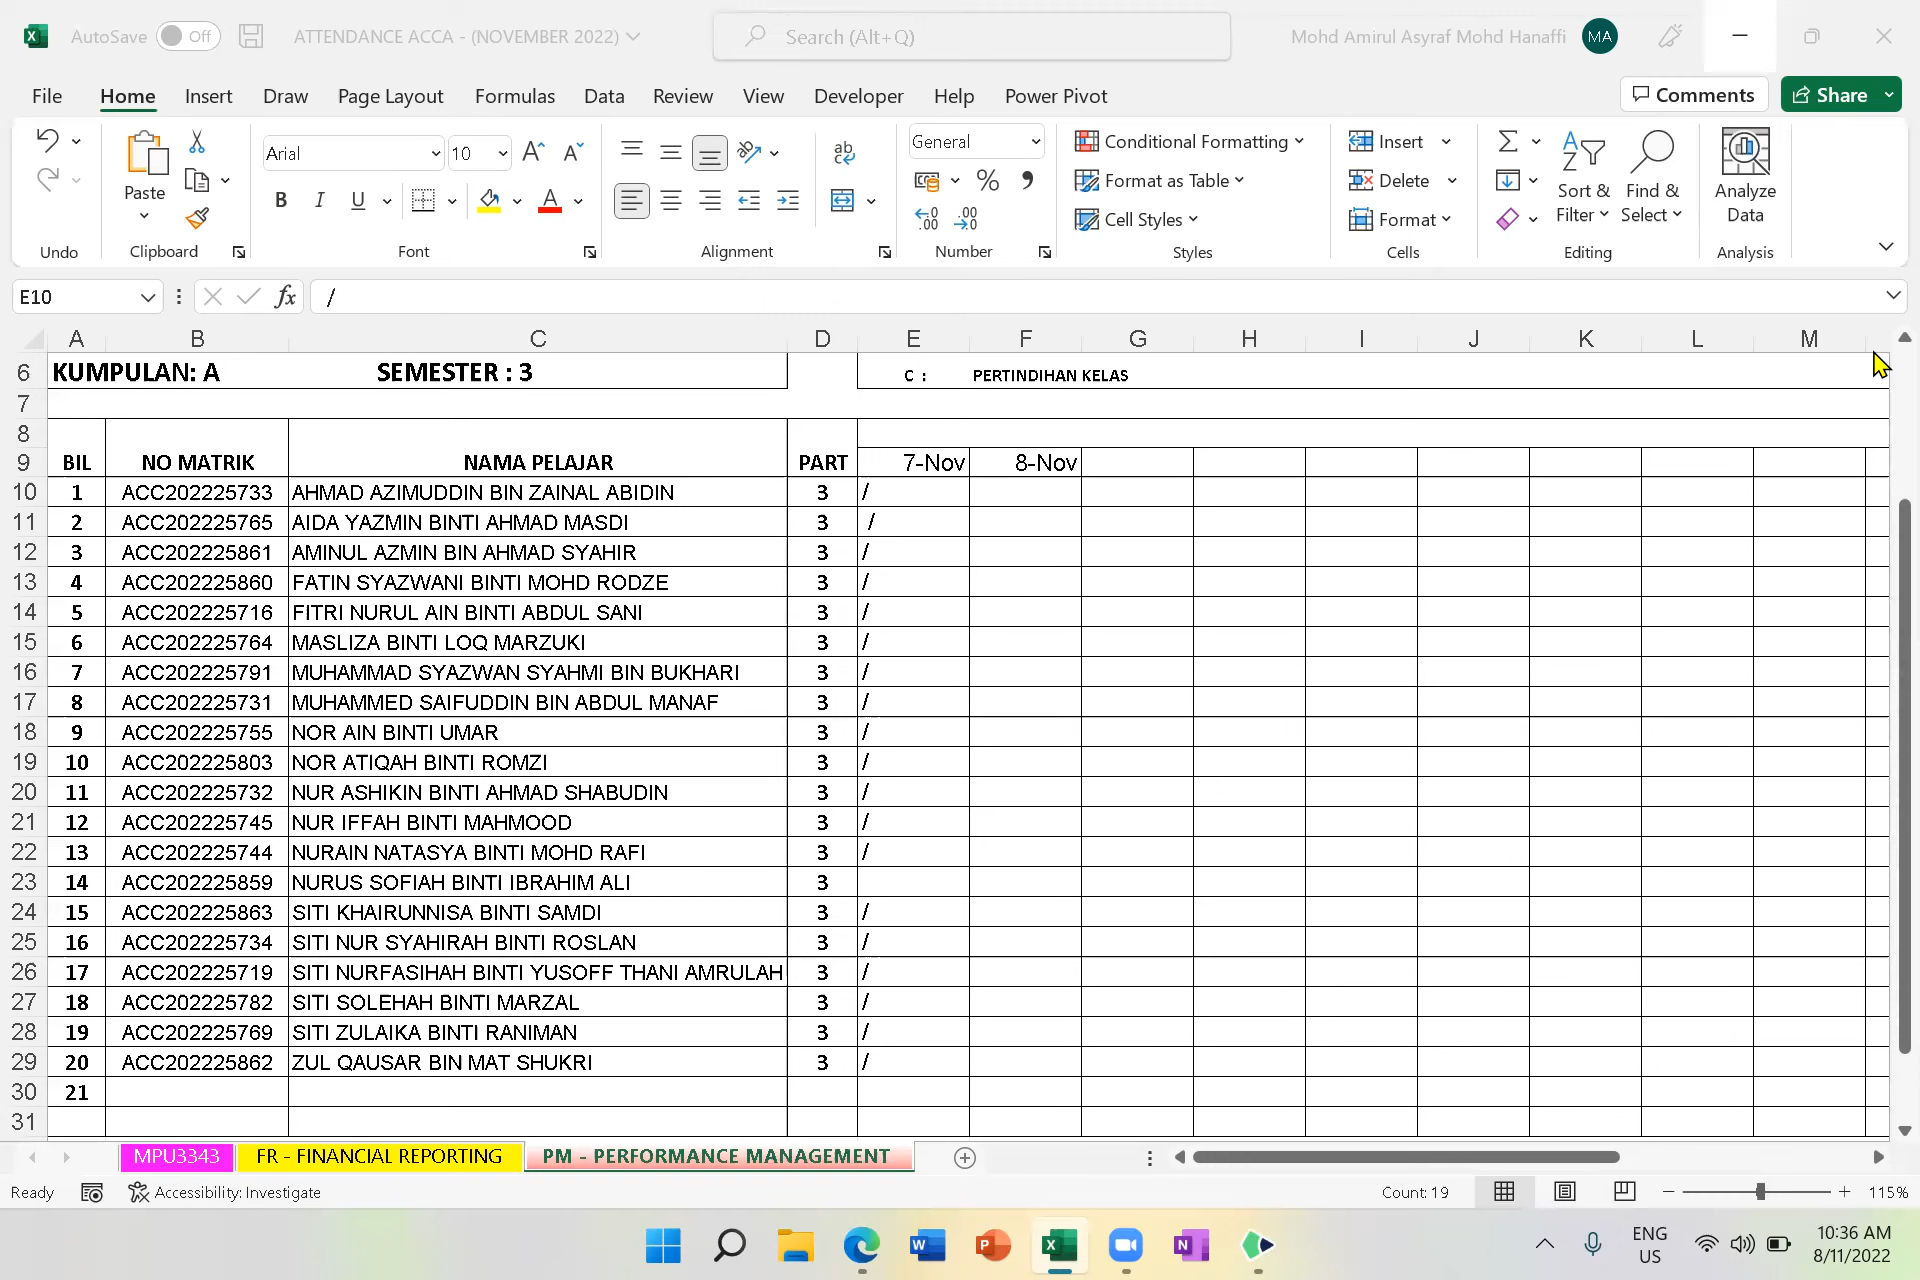 AutoSave Off ATTENDANCE ACCA - (NOVEMBER 2022) Search (Alt+Q) Mohd Amirul Asyraf Mohd Hanaffi MA
File Home Insert Draw Page Layout Formulas Data Review View Developer Help Power Pivot Comments Share
Arial 10 General Conditional Formatting Insert
Paste Format as Table Delete Sort & Filter Find & Select Analyze Data
B I U Cell Styles Format
Undo Clipboard Font Alignment Number Styles Cells Editing Analysis
E10 fx /
A B C D E F G H I J K L M
6 KUMPULAN: A SEMESTER : 3 C : PERTINDIHAN KELAS
7
8
9 BIL NO MATRIK NAMA PELAJAR PART 7-Nov 8-Nov
10 1 ACC202225733 AHMAD AZIMUDDIN BIN ZAINAL ABIDIN 3 /
11 2 ACC202225765 AIDA YAZMIN BINTI AHMAD MASDI 3 /
12 3 ACC202225861 AMINUL AZMIN BIN AHMAD SYAHIR 3 /
13 4 ACC202225860 FATIN SYAZWANI BINTI MOHD RODZE 3 /
14 5 ACC202225716 FITRI NURUL AIN BINTI ABDUL SANI 3 /
15 6 ACC202225764 MASLIZA BINTI LOQ MARZUKI 3 /
16 7 ACC202225791 MUHAMMAD SYAZWAN SYAHMI BIN BUKHARI 3 /
17 8 ACC202225731 MUHAMMED SAIFUDDIN BIN ABDUL MANAF 3 /
18 9 ACC202225755 NOR AIN BINTI UMAR 3 /
19 10 ACC202225803 NOR ATIQAH BINTI ROMZI 3 /
20 11 ACC202225732 NUR ASHIKIN BINTI AHMAD SHABUDIN 3 /
21 12 ACC202225745 NUR IFFAH BINTI MAHMOOD 3 /
22 13 ACC202225744 NURAIN NATASYA BINTI MOHD RAFI 3 /
23 14 ACC202225859 NURUS SOFIAH BINTI IBRAHIM ALI 3
24 15 ACC202225863 SITI KHAIRUNNISA BINTI SAMDI 3 /
25 16 ACC202225734 SITI NUR SYAHIRAH BINTI ROSLAN 3 /
26 17 ACC202225719 SITI NURFASIHAH BINTI YUSOFF THANI AMRULAH 3 /
27 18 ACC202225782 SITI SOLEHAH BINTI MARZAL 3 /
28 19 ACC202225769 SITI ZULAIKA BINTI RANIMAN 3 /
29 20 ACC202225862 ZUL QAUSAR BIN MAT SHUKRI 3 /
30 21
31
MPU3343 FR - FINANCIAL REPORTING PM - PERFORMANCE MANAGEMENT
Ready Accessibility: Investigate Count: 19 115%
ENG US 10:36 AM
8/11/2022